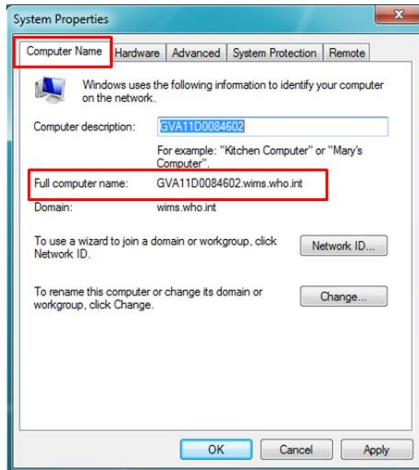 System Properties
Computer Name Hardware Advanced System Protection Remote
Windows uses the following information to identify your computer
on the network.
Computer description: GVA11D0084602
For example: "Kitchen Computer" or "Mary's
Computer".
Full computer name: GVA11D0084602.wims.who.int
Domain: wims.who.int
To use a wizard to join a domain or workgroup, click
Network ID.
Network ID...
To rename this computer or change its domain or
workgroup, click Change.
Change...
OK Cancel Apply